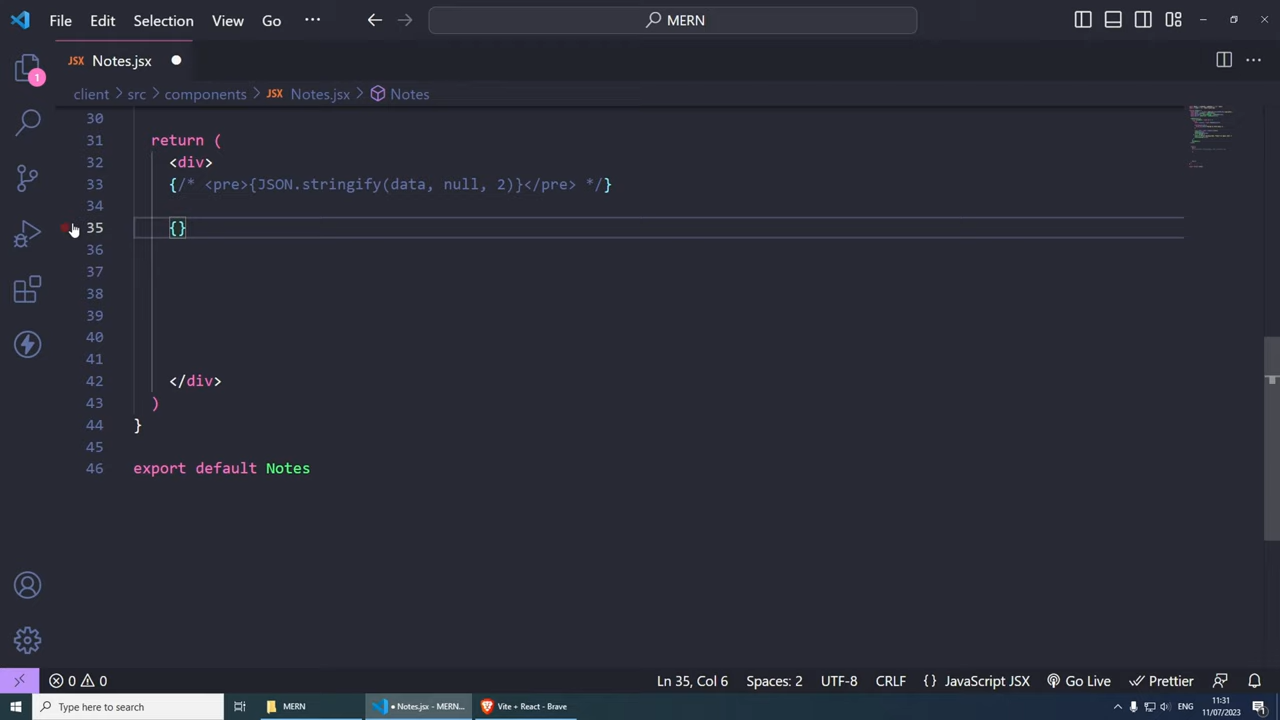 File Edit Selection View Go ··· MERN
JSX Notes.jsx
client > src > components > JSX Notes.jsx > Notes
1
30
31 return (
32 <div>
33 {/* <pre>{JSON.stringify(data, null, 2)}</pre> */}
34
35 {}
36
37
38
39
40
41
42 </div>
43 )
44 }
45
46 export default Notes
0 0 Ln 35, Col 6 Spaces: 2 UTF-8 CRLF {} JavaScript JSX Go Live Prettier
Type here to search MERN • Notes.jsx - MERN... Vite + React - Brave ENG 11:31
11/07/2023 1